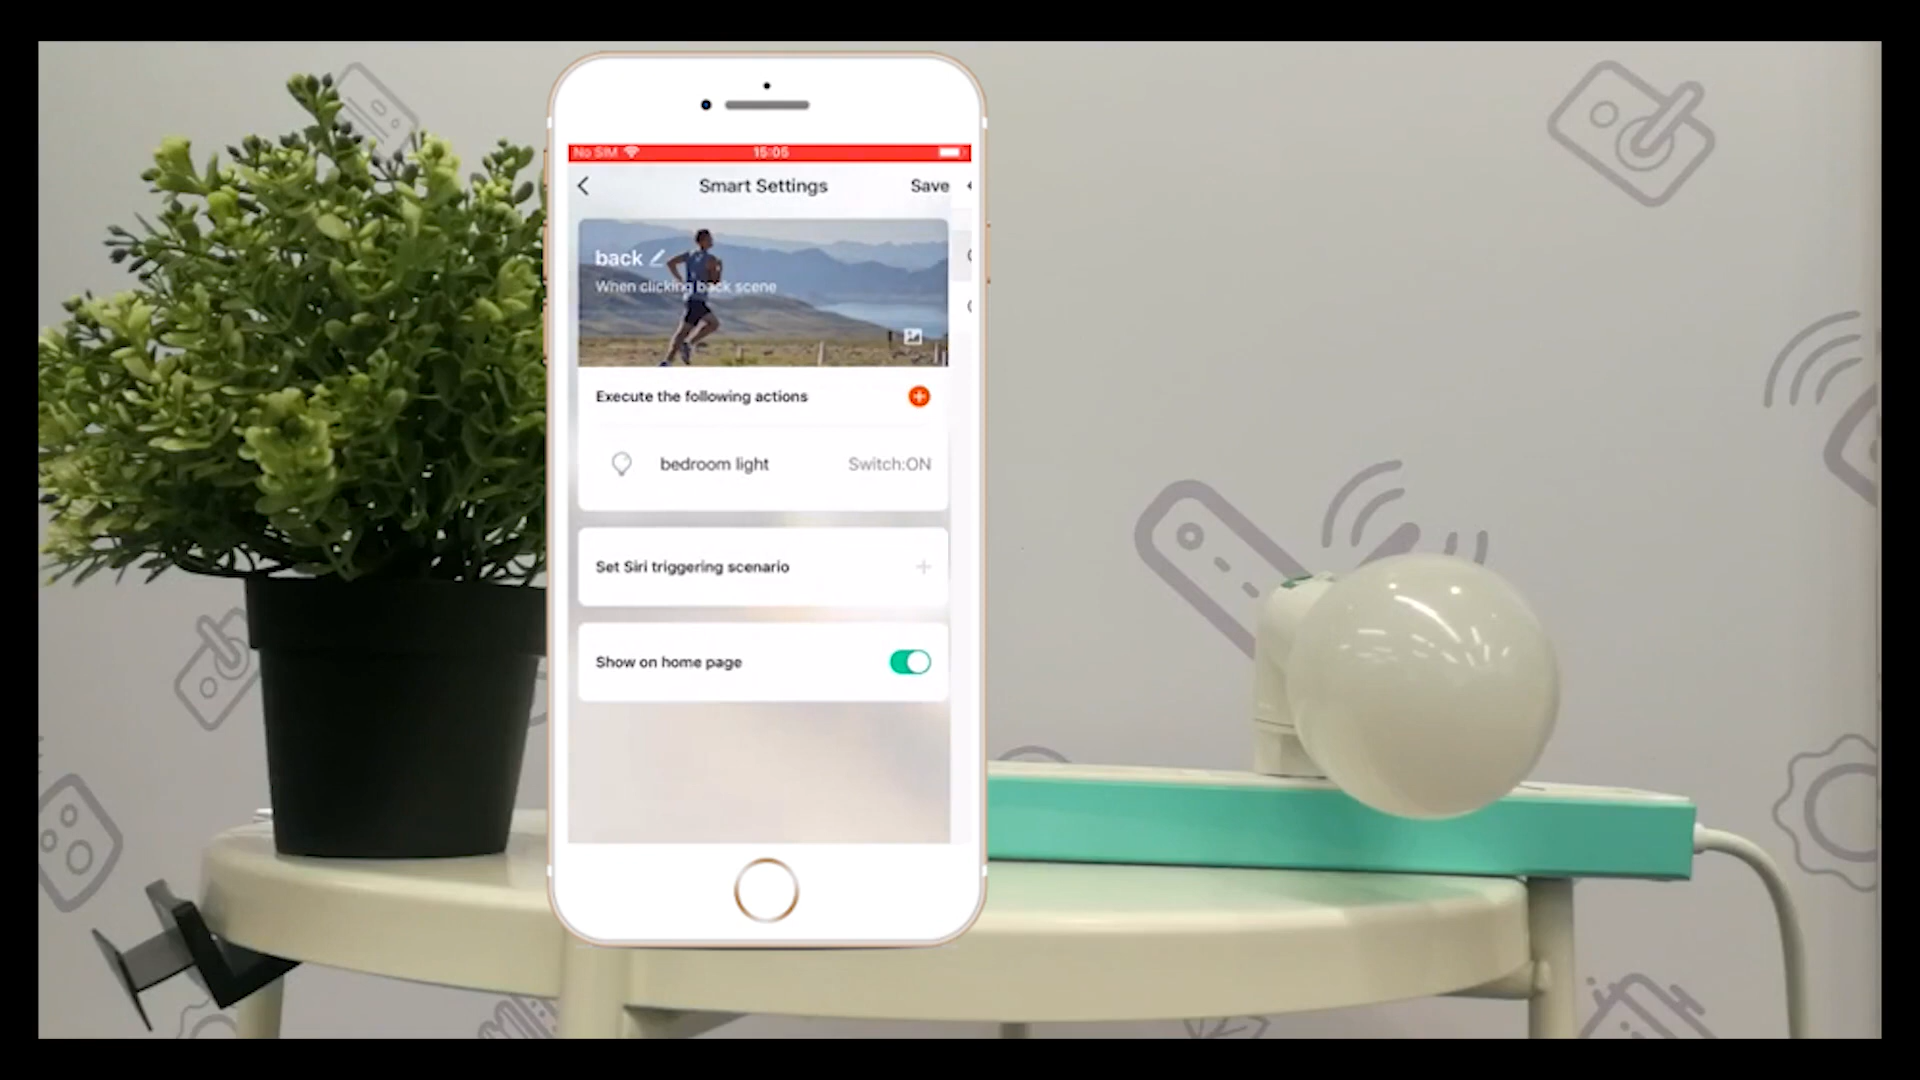 No SIM 15:05
Smart Settings Save
back
When clicking back scene
Execute the following actions
bedroom light Switch:ON
Set Siri triggering scenario
Show on home page